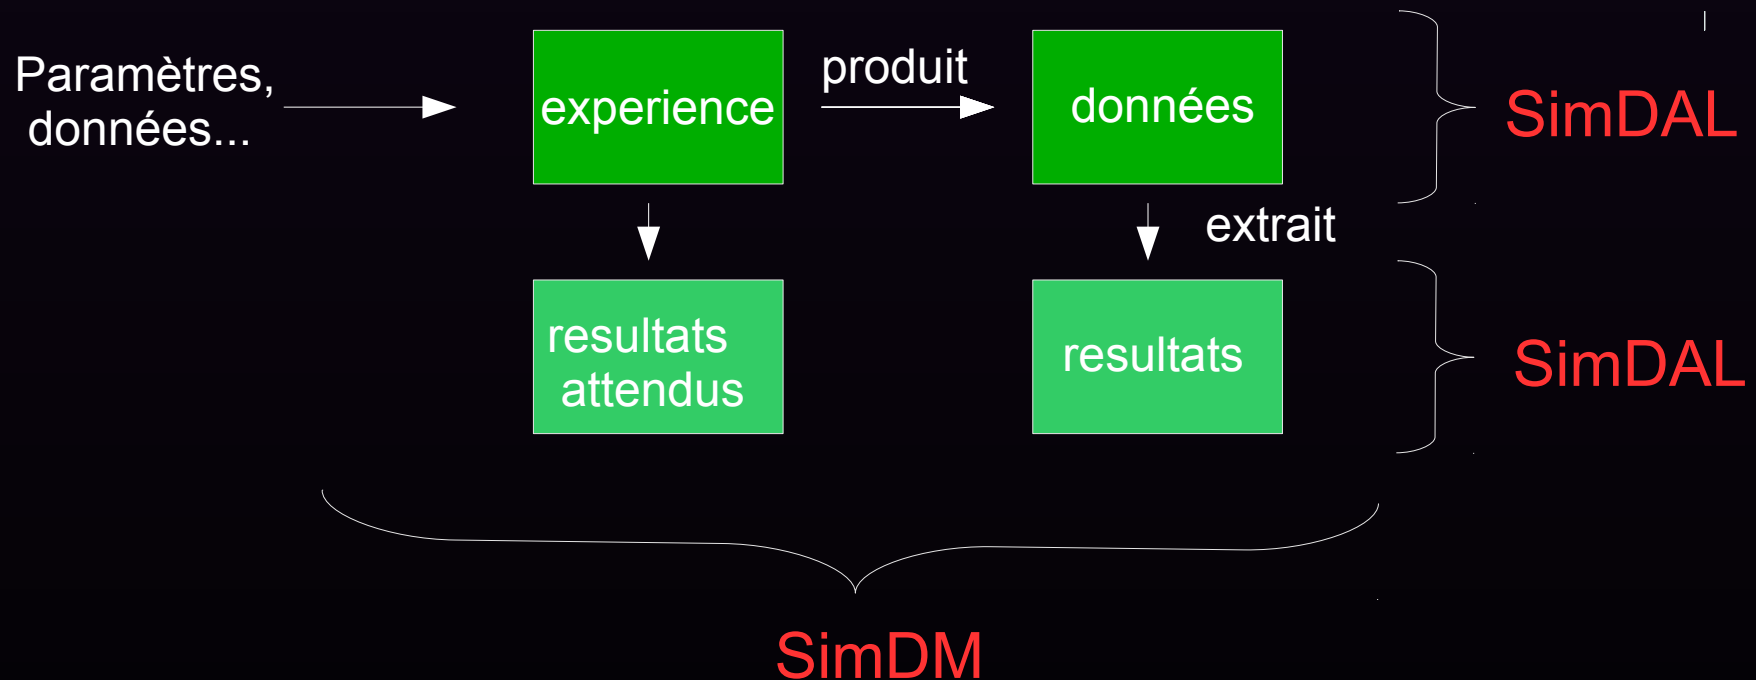 Paramètres,
données...
experience
produit
données
SimDAL
extrait
resultats
attendus
resultats
SimDAL
SimDM